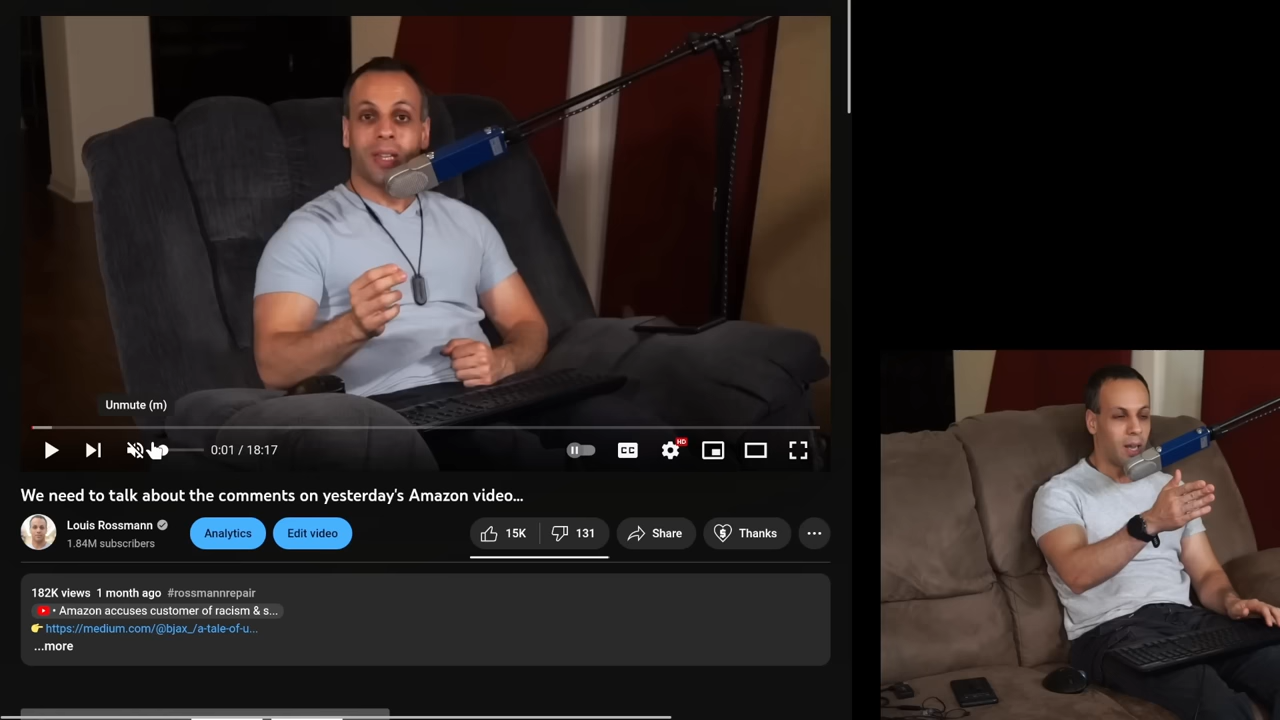 Unmute (m)
0:01 / 18:17
CC
HD
We need to talk about the comments on yesterday's Amazon video...
Louis Rossmann
1.84M subscribers
Analytics
Edit video
15K
131
Share
Thanks
182K views 1 month ago #rossmannrepair
• Amazon accuses customer of racism & s...
👉 https://medium.com/@bjax_/a-tale-of-u...
...more